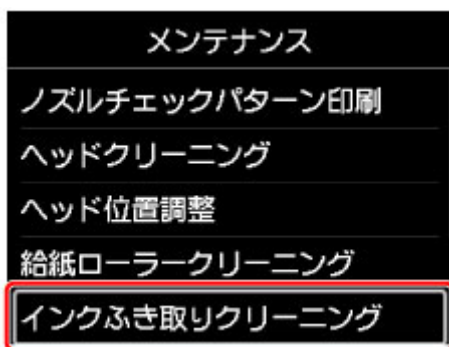 メンテナンス
ノズルチェックパターン印刷
ヘッドクリーニング
ヘッド位置調整
給紙ローラークリーニング
インクふき取りクリーニング